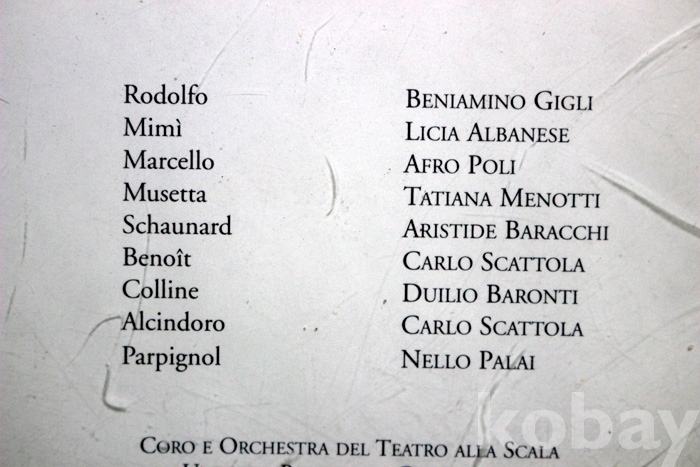 Rodolfo BENIAMINO GIGLI
Mimì LICIA ALBANESE
Marcello AFRO POLI
Musetta TATIANA MENOTTI
Schaunard ARISTIDE BARACCHI
Benoît CARLO SCATTOLA
Colline DUILIO BARONTI
Alcindoro CARLO SCATTOLA
Parpignol NELLO PALAI
kobay
CORO E ORCHESTRA DEL TEATRO ALLA SCALA